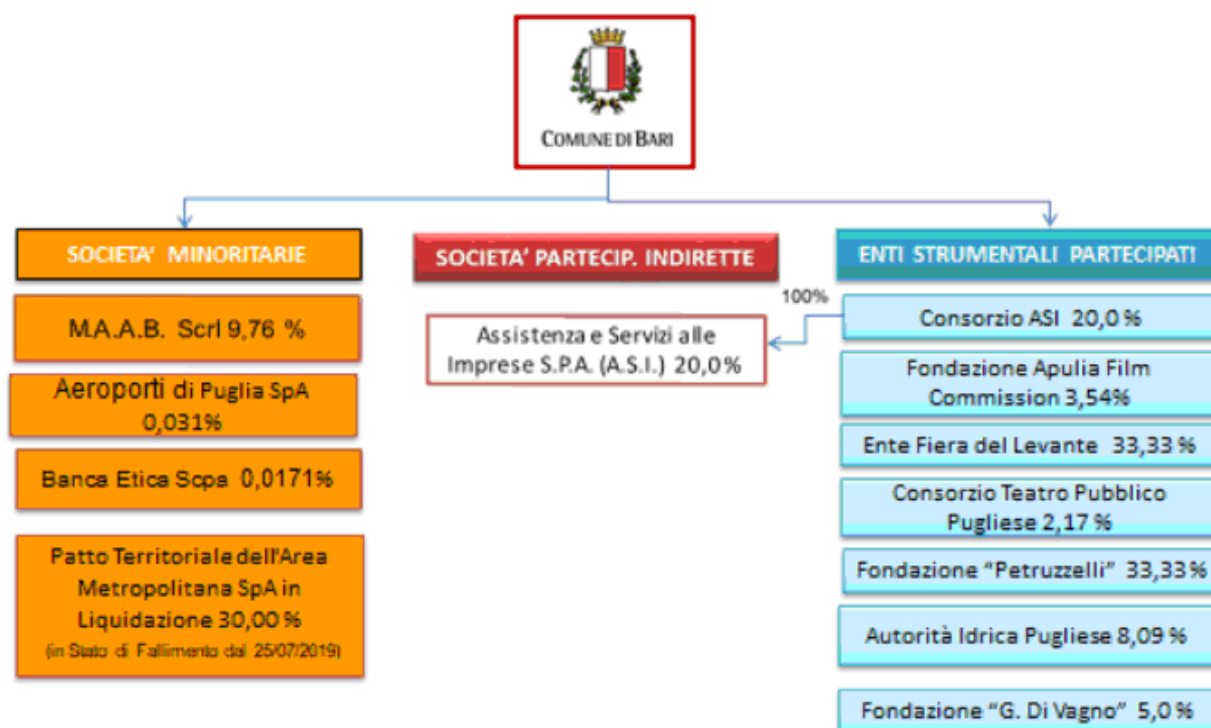 COMUNE DI BARI
SOCIETA' MINORITARIE
M.A.A.B. Scrl 9,76 %
Aeroporti di Puglia SpA
0,031%
Banca Etica Scpa 0,0171%
Patto Territoriale dell'Area
Metropolitana SpA in
Liquidazione 30,00 %
(in Stato di Fallimento dal 25/07/2019)
SOCIETA' PARTECIP. INDIRETTE
100%
Assistenza e Servizi alle
Imprese S.P.A. (A.S.I.) 20,0%
ENTI STRUMENTALI PARTECIPATI
Consorzio ASI 20,0 %
Fondazione Apulia Film
Commission 3,54%
Ente Fiera del Levante 33,33 %
Consorzio Teatro Pubblico
Pugliese 2,17 %
Fondazione "Petruzzelli" 33,33 %
Autorità Idrica Pugliese 8,09 %
Fondazione "G. Di Vagno" 5,0 %